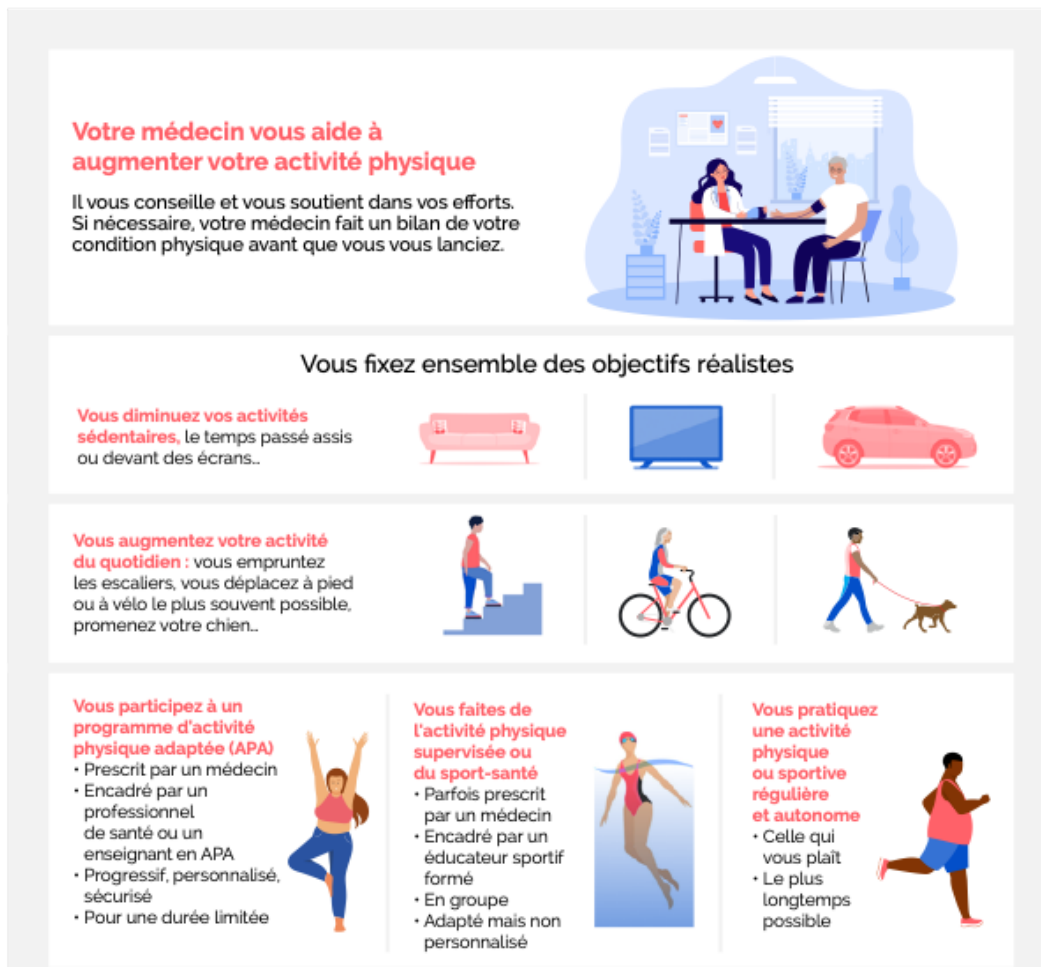 Votre médecin vous aide à
augmenter votre activité physique
Il vous conseille et vous soutient dans vos efforts.
Si nécessaire, votre médecin fait un bilan de votre
condition physique avant que vous vous lanciez.
Vous fixez ensemble des objectifs réalistes
Vous diminuez vos activités
sédentaires, le temps passé assis
ou devant des écrans…
Vous augmentez votre activité
du quotidien : vous empruntez
les escaliers, vous déplacez à pied
ou à vélo le plus souvent possible,
promenez votre chien…
Vous participez à un
programme d'activité
physique adaptée (APA)
• Prescrit par un médecin
• Encadré par un
professionnel
de santé ou un
enseignant en APA
• Progressif, personnalisé,
sécurisé
• Pour une durée limitée
Vous faites de
l'activité physique
supervisée ou
du sport-santé
• Parfois prescrit
par un médecin
• Encadré par un
éducateur sportif
formé
• En groupe
• Adapté mais non
personnalisé
Vous pratiquez
une activité
physique
ou sportive
régulière
et autonome
• Celle qui
vous plaît
• Le plus
longtemps
possible